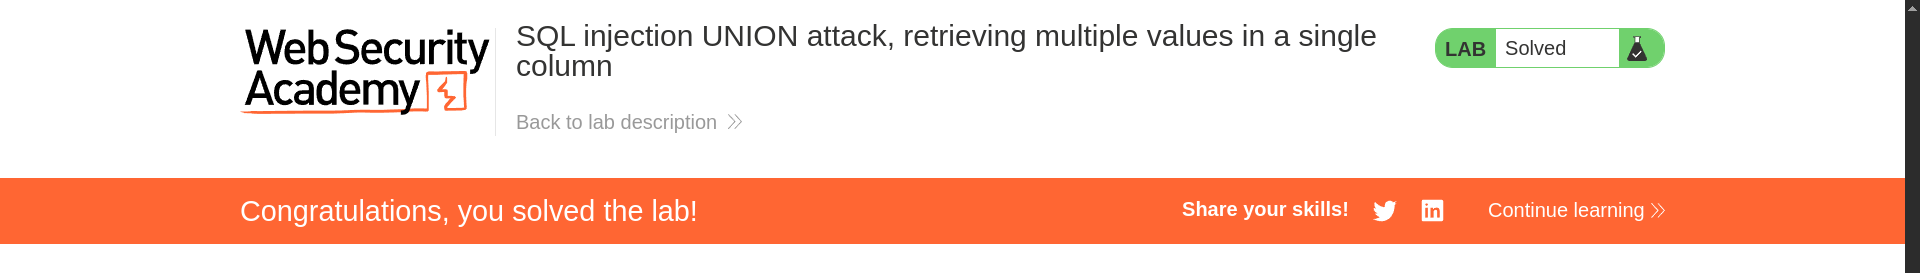 Web Security
Academy
SQL injection UNION attack, retrieving multiple values in a single
column
Back to lab description
LAB Solved
Congratulations, you solved the lab!
Share your skills!
Continue learning